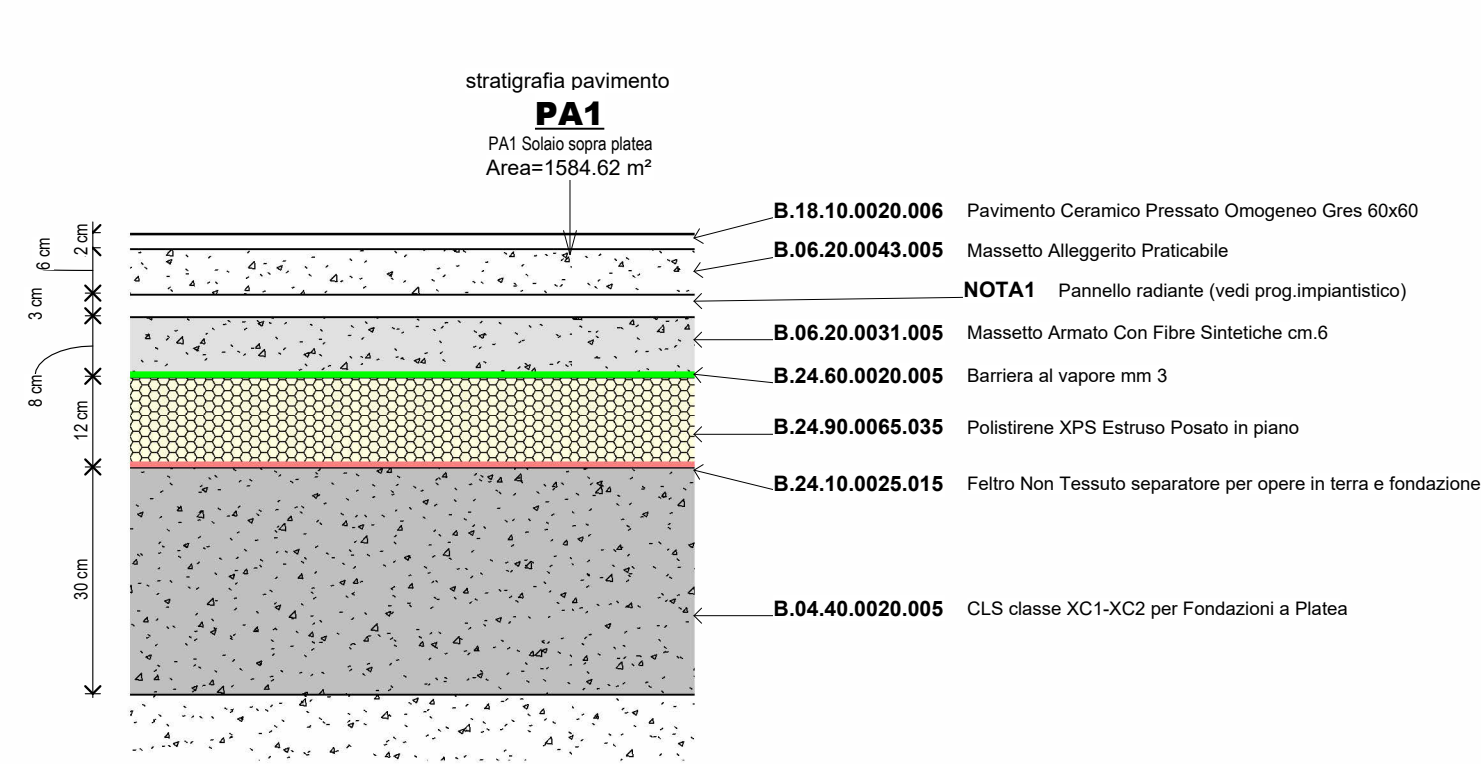 stratigrafia pavimento
PA1
PA1 Solaio sopra platea
Area=1584.62 m²
B.18.10.0020.006 Pavimento Ceramico Pressato Omogeneo Gres 60x60
B.06.20.0043.005 Massetto Alleggerito Praticabile
NOTA1 Pannello radiante (vedi prog.impiantistico)
B.06.20.0031.005 Massetto Armato Con Fibre Sintetiche cm.6
B.24.60.0020.005 Barriera al vapore mm 3
B.24.90.0065.035 Polistirene XPS Estruso Posato in piano
B.24.10.0025.015 Feltro Non Tessuto separatore per opere in terra e fondazione
B.04.40.0020.005 CLS classe XC1-XC2 per Fondazioni a Platea
2 cm
6 cm
3 cm
8 cm
12 cm
30 cm